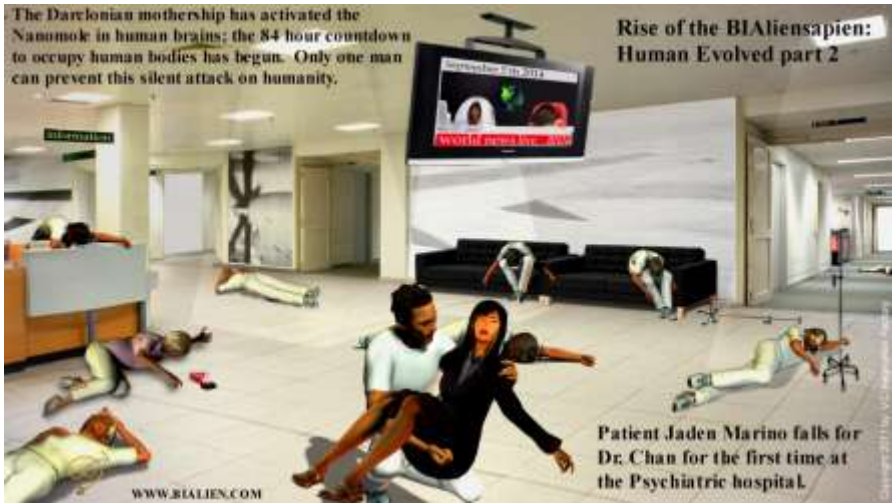 The Darclonian mothership has activated the
Nanomole in human brains; the 84 hour countdown
to occupy human bodies has begun. Only one man
can prevent this silent attack on humanity.
Rise of the BIAliensapien:
Human Evolved part 2
September 5th 2014
world news live
information
Patient Jaden Marino falls for
Dr. Chan for the first time at
the Psychiatric hospital.
WWW.BIALIEN.COM